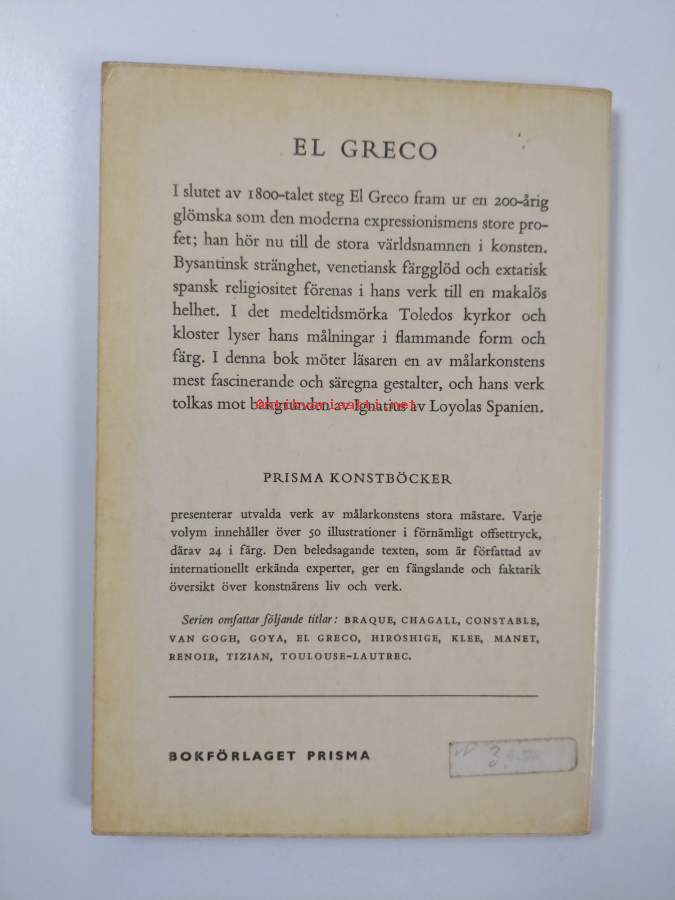 EL GRECO
I slutet av 1800-talet steg El Greco fram ur en 200-årig
glömska som den moderna expressionismens store pro-
fet; han hör nu till de stora världsnamnen i konsten.
Bysantinsk stränghet, venetiansk färgglöd och extatisk
spansk religiositet förenas i hans verk till en makalös
helhet. I det medeltidsmörka Toledos kyrkor och
kloster lyser hans målningar i flammande form och
färg. I denna bok möter läsaren en av målarkonstens
mest fascinerande och säregna gestalter, och hans verk
tolkas mot bakgrunden av Ignatius av Loyolas Spanien.
PRISMA KONSTBÖCKER
presenterar utvalda verk av målarkonstens stora mästare. Varje
volym innehåller över 50 illustrationer i förnämligt offsettryck,
därav 24 i färg. Den beledsagande texten, som är författad av
internationellt erkända experter, ger en fängslande och faktarik
översikt över konstnärens liv och verk.
Serien omfattar följande titlar: BRAQUE, CHAGALL, CONSTABLE,
VAN GOGH, GOYA, EL GRECO, HIROSHIGE, KLEE, MANET,
RENOIR, TIZIAN, TOULOUSE-LAUTREC.
BOKFÖRLAGET PRISMA
3